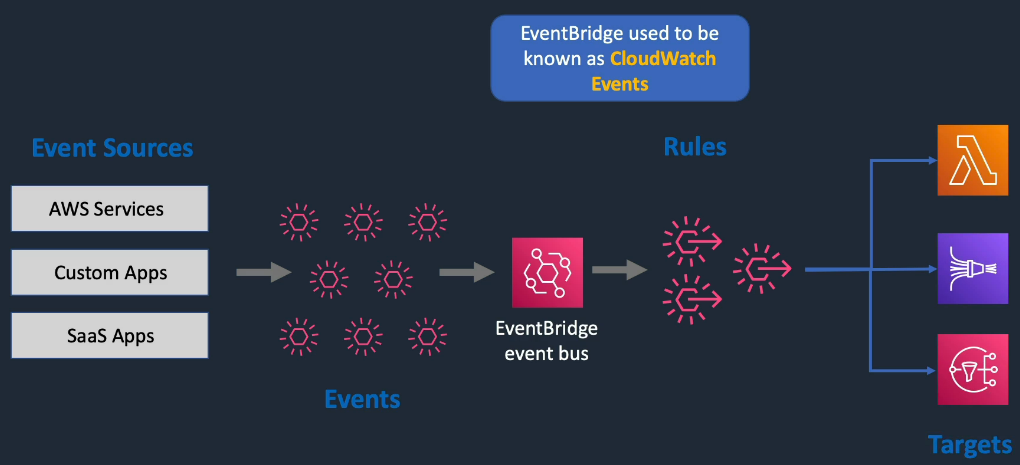 EventBridge used to be
known as CloudWatch
Events
Event Sources
Rules
AWS Services
Custom Apps
SaaS Apps
EventBridge
event bus
Events
Targets